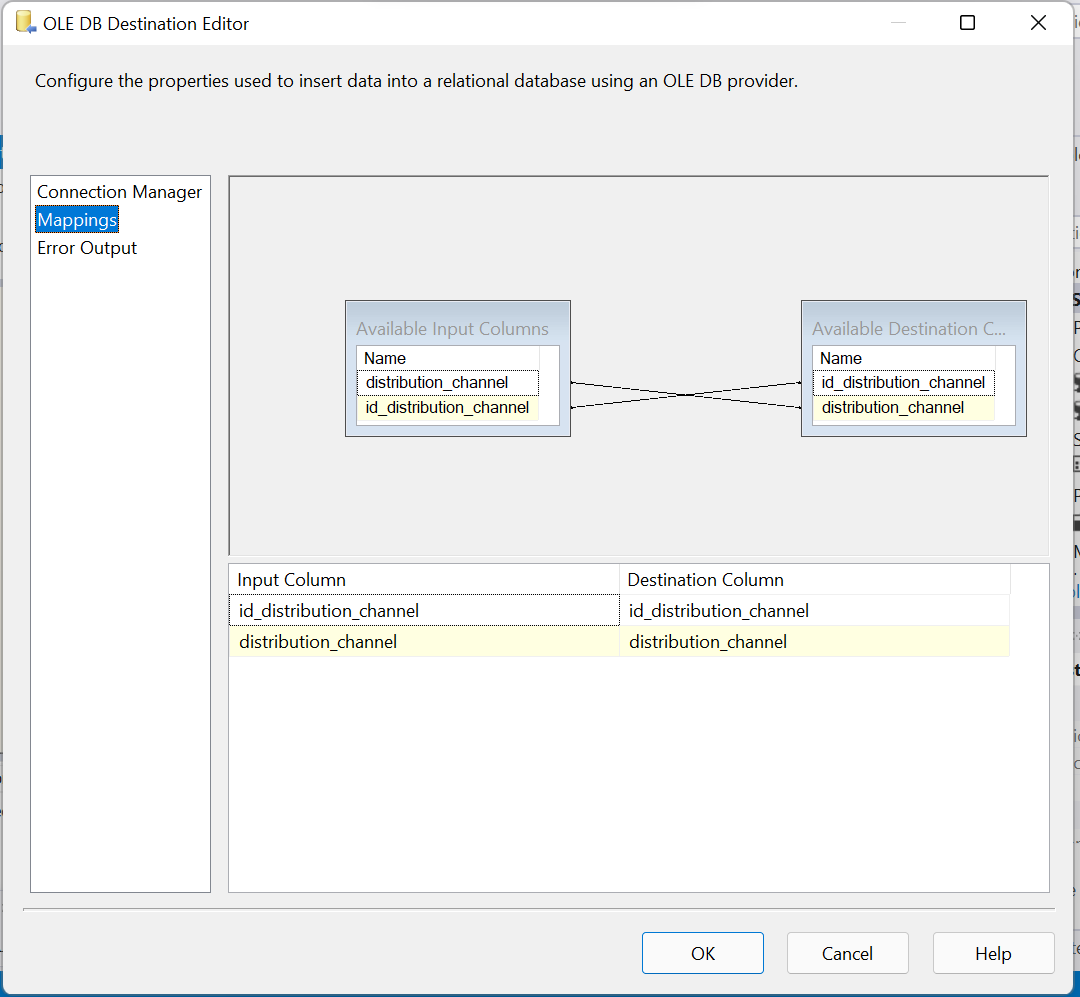 OLE DB Destination Editor
Configure the properties used to insert data into a relational database using an OLE DB provider.
Connection Manager
Mappings
Error Output
Available Input Columns
Name
distribution_channel
id_distribution_channel
Available Destination C...
Name
id_distribution_channel
distribution_channel
Input Column Destination Column
id_distribution_channel id_distribution_channel
distribution_channel distribution_channel
OK Cancel Help